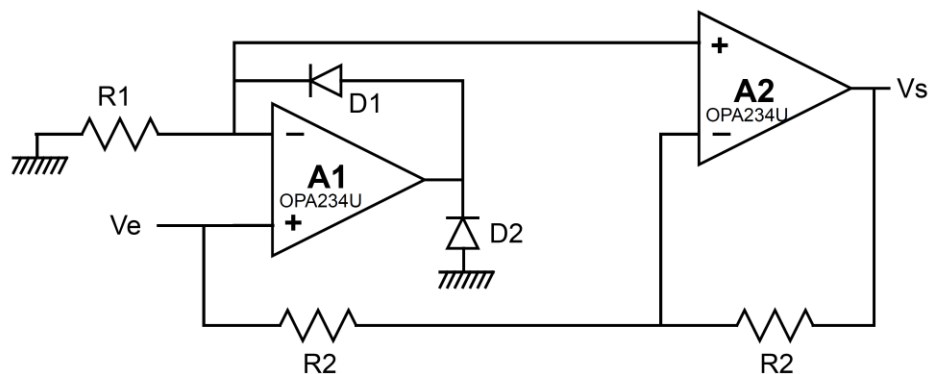 R1
D1
−
A1
OPA234U
+
Ve
D2
R2
+
A2
OPA234U
−
Vs
R2